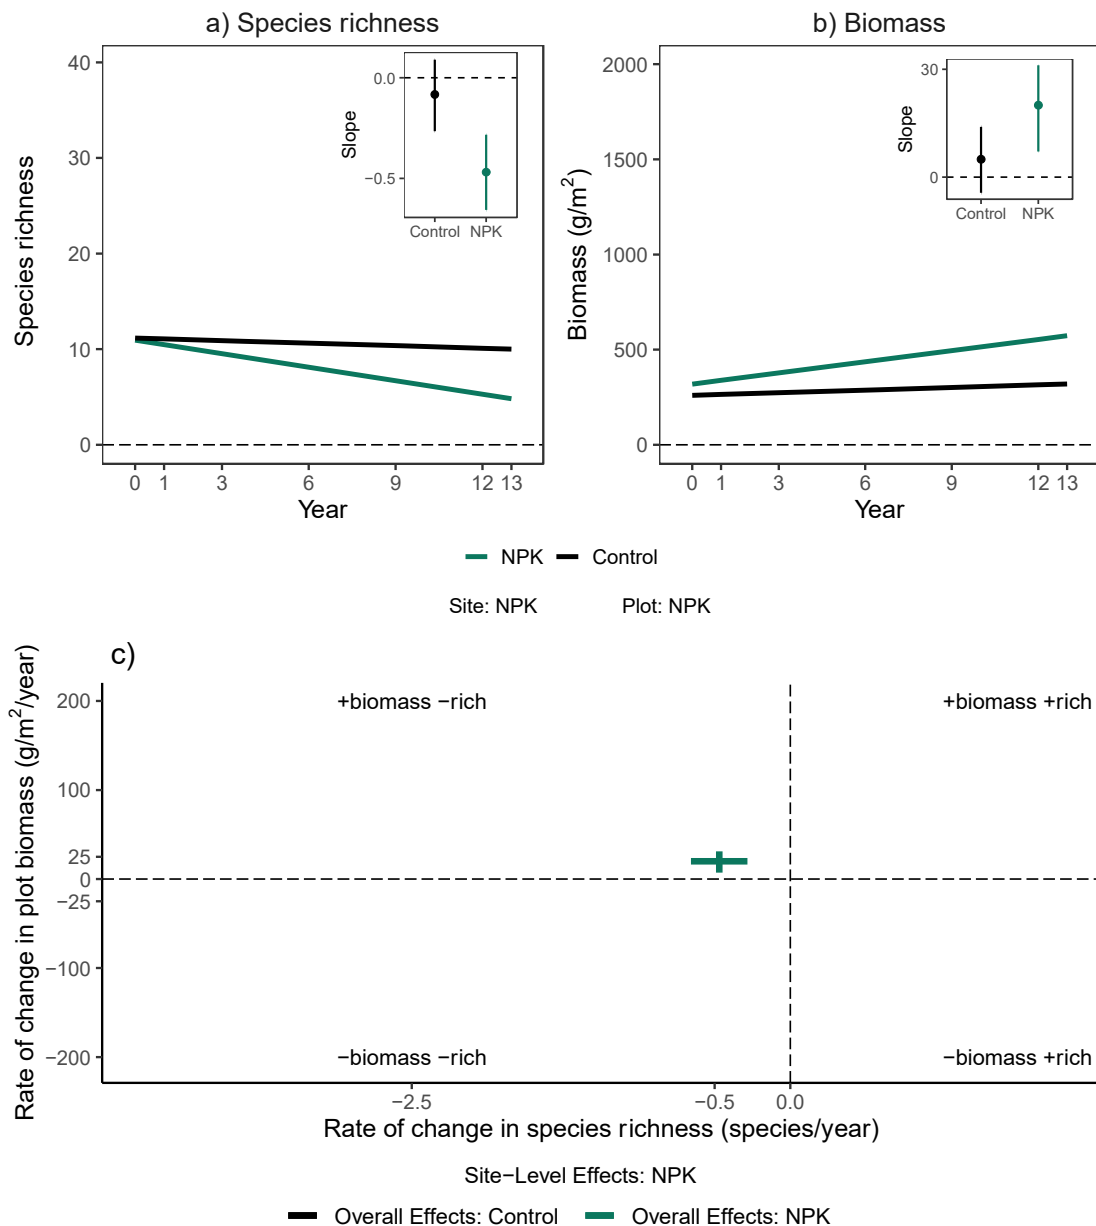 a) Species richness
b) Biomass
Species richness
40
30
20
10
0
0 1 3 6 9 12 13
Year
Slope
0.0
−0.5
Control NPK
Biomass (g/m²)
2000
1500
1000
500
0
0 1 3 6 9 12 13
Year
Slope
30
0
Control NPK
NPK Control
Site: NPK Plot: NPK
c)
Rate of change in plot biomass (g/m²/year)
200
100
25
0
−25
−100
−200
+biomass −rich
+biomass +rich
−biomass −rich
−biomass +rich
−2.5 −0.5 0.0
Rate of change in species richness (species/year)
Site−Level Effects: NPK
Overall Effects: Control Overall Effects: NPK